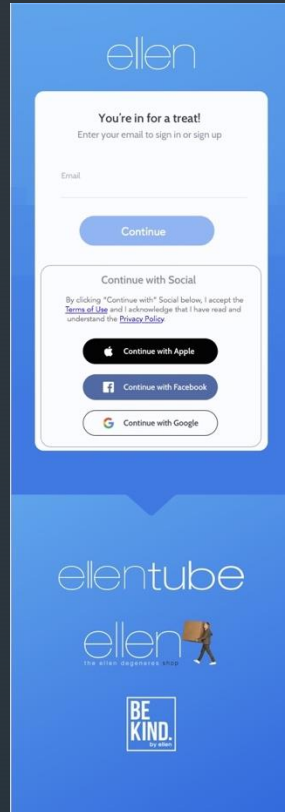 ellen
You're in for a treat!
Enter your email to sign in or sign up
Email
Continue
Continue with Social
By clicking "Continue with" Social below, I accept the
Terms of Use and I acknowledge that I have read and
understand the Privacy Policy.
Continue with Apple
Continue with Facebook
Continue with Google
ellentube
ellen
the ellen degeneres shop
BE
KIND.
by ellen